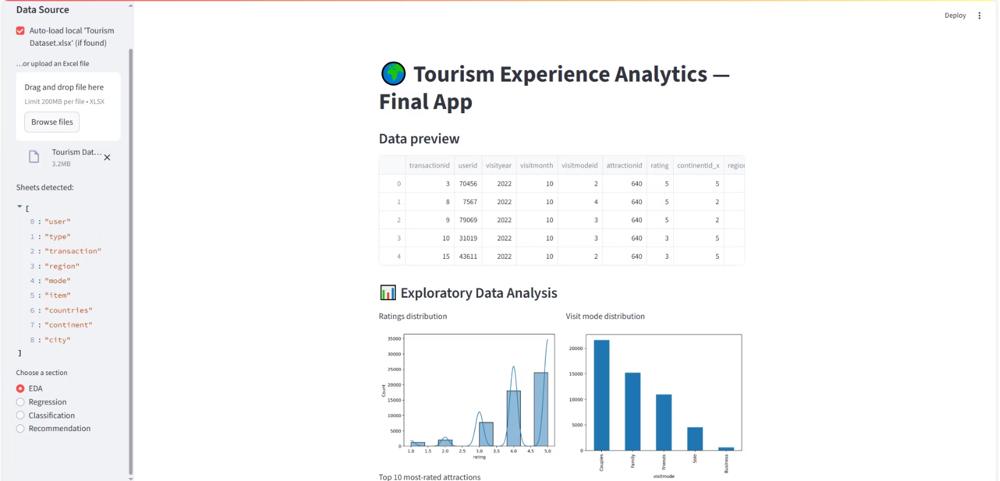 Data Source
Auto-load local 'Tourism
Dataset.xlsx' (if found)
...or upload an Excel file
Drag and drop file here
Limit 200MB per file • XLSX
Browse files
Tourism Dat...
3.2MB
Sheets detected:
[
0 : "user"
1 : "type"
2 : "transaction"
3 : "region"
4 : "mode"
5 : "item"
6 : "countries"
7 : "continent"
8 : "city"
]
Choose a section
EDA
Regression
Classification
Recommendation
Deploy
Tourism Experience Analytics —
Final App
Data preview
transactionid userid visityear visitmonth visitmodeid attractionid rating continentid_x region
0 3 70456 2022 10 2 640 5 5
1 8 7567 2022 10 4 640 5 2
2 9 79069 2022 10 3 640 5 2
3 10 31019 2022 10 3 640 3 5
4 15 43611 2022 10 2 640 3 5
Exploratory Data Analysis
Ratings distribution
35000
30000
25000
20000
15000
10000
5000
0
Count
1.0 1.5 2.0 2.5 3.0 3.5 4.0 4.5 5.0
rating
Visit mode distribution
20000
15000
10000
5000
0
Couples Family Friends Solo Business
visitmode
Top 10 most-rated attractions